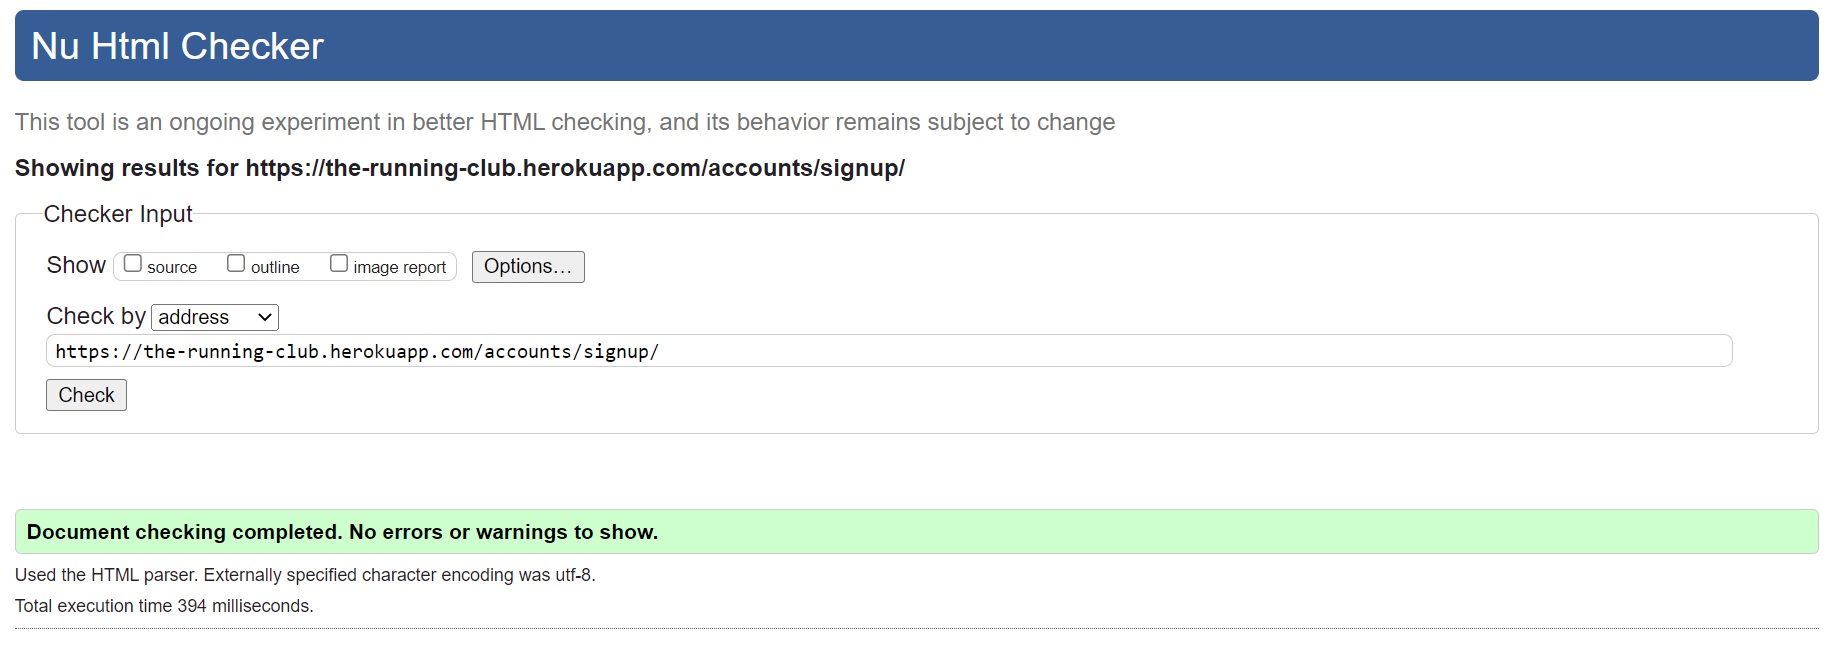 Nu Html Checker
This tool is an ongoing experiment in better HTML checking, and its behavior remains subject to change
Showing results for https://the-running-club.herokuapp.com/accounts/signup/
Checker Input
Show source outline image report Options...
Check by address
https://the-running-club.herokuapp.com/accounts/signup/
Check
Document checking completed. No errors or warnings to show.
Used the HTML parser. Externally specified character encoding was utf-8.
Total execution time 394 milliseconds.